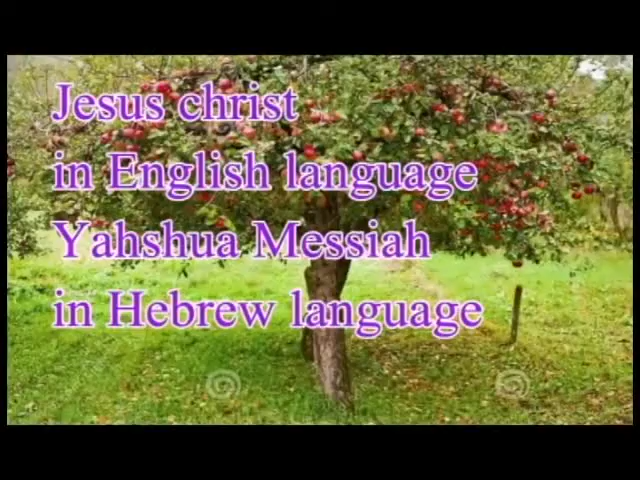 Jesus christ
in English language
Yahshua Messiah
in Hebrew language